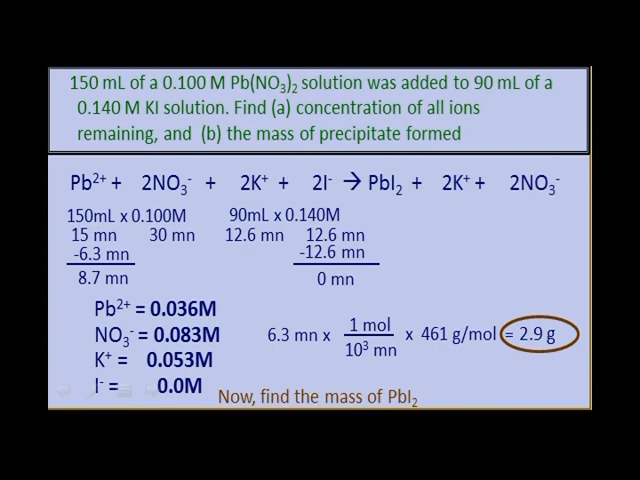 150 mL of a 0.100 M Pb(NO₃)₂ solution was added to 90 mL of a
0.140 M KI solution. Find (a) concentration of all ions
remaining, and (b) the mass of precipitate formed
Pb²⁺ + 2NO₃⁻ + 2K⁺ + 2I⁻ → PbI₂ + 2K⁺ + 2NO₃⁻
150mL x 0.100M 90mL x 0.140M
15 mn 30 mn 12.6 mn 12.6 mn
-6.3 mn -12.6 mn
8.7 mn 0 mn
Pb²⁺ = 0.036M
NO₃⁻ = 0.083M
K⁺ = 0.053M
I⁻ = 0.0M
6.3 mn x 1 mol / 10³ mn x 461 g/mol = 2.9 g
Now, find the mass of PbI₂